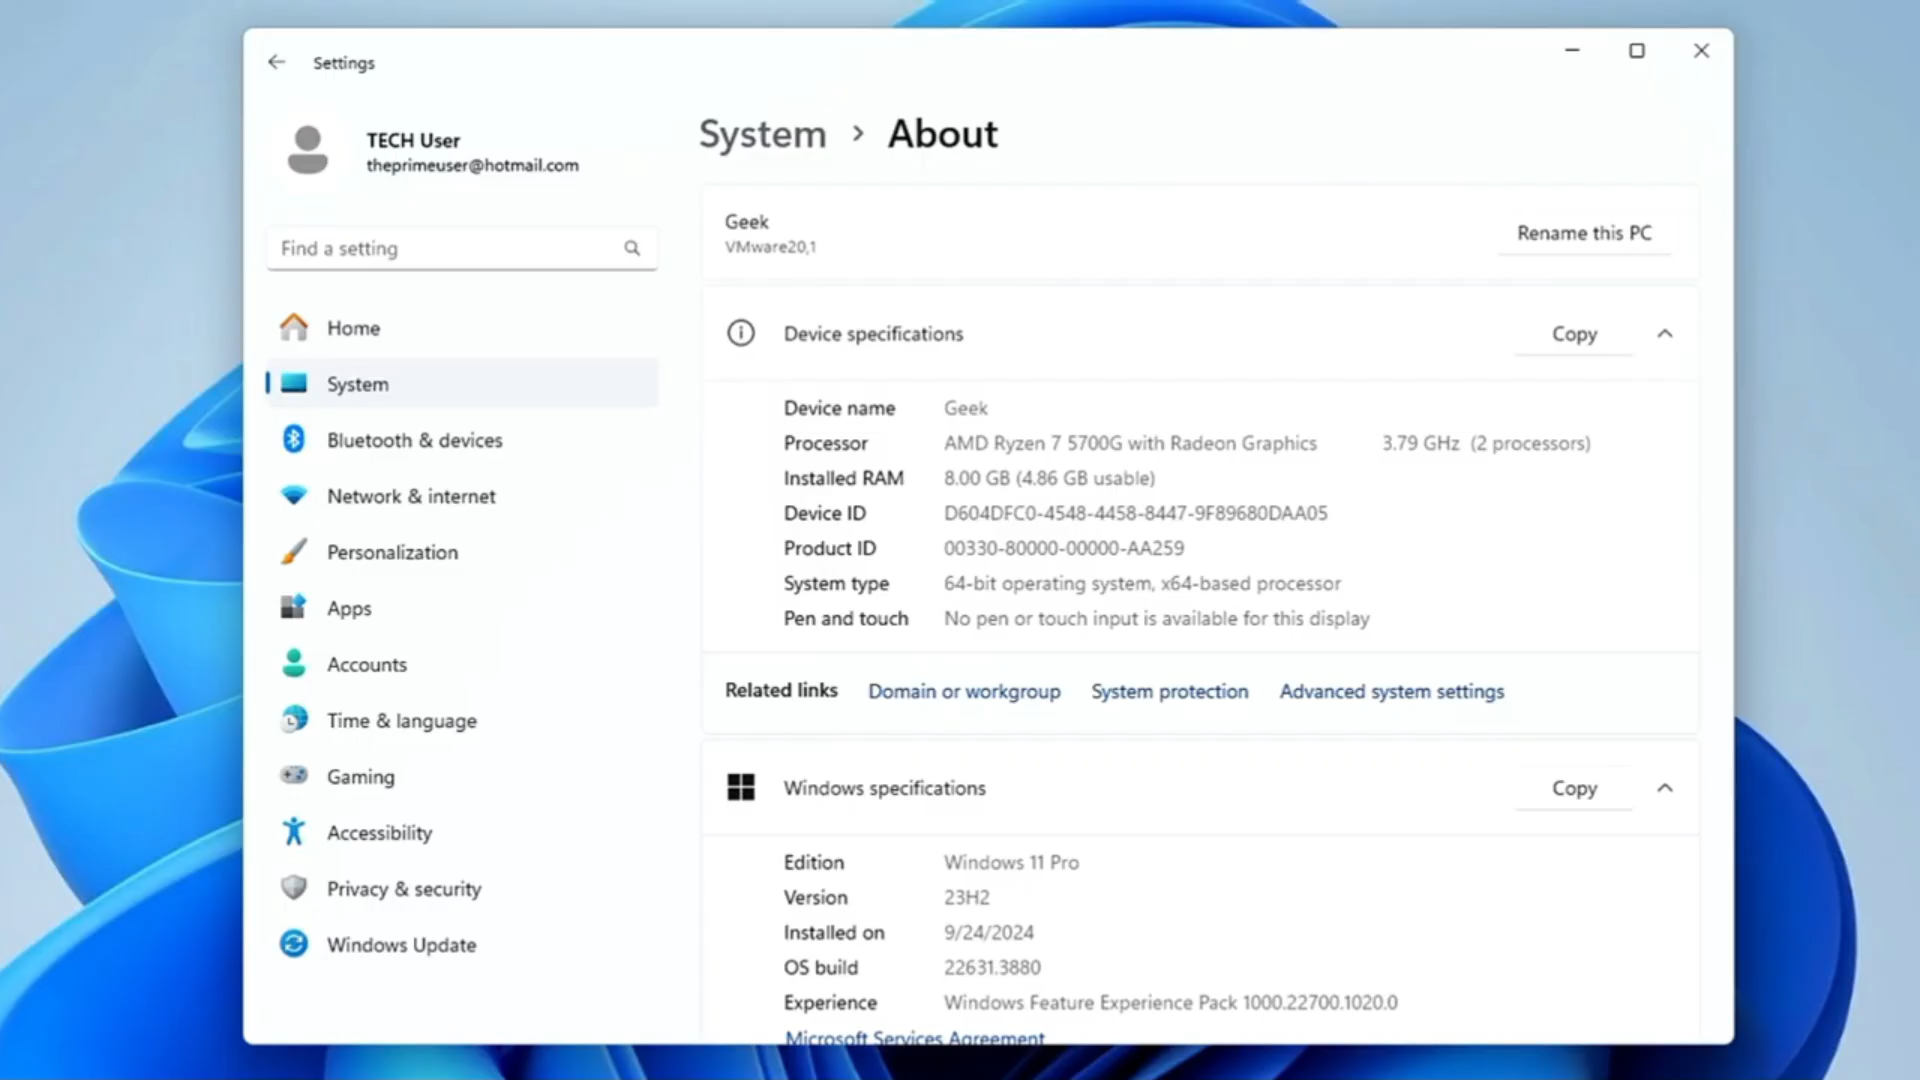 Settings
TECH User
theprimeuser@hotmail.com
Find a setting
Home
System
Bluetooth & devices
Network & internet
Personalization
Apps
Accounts
Time & language
Gaming
Accessibility
Privacy & security
Windows Update
System > About
Geek
VMware20,1
Rename this PC
Device specifications
Copy
Device name Geek
Processor AMD Ryzen 7 5700G with Radeon Graphics 3.79 GHz (2 processors)
Installed RAM 8.00 GB (4.86 GB usable)
Device ID D604DFC0-4548-4458-8447-9F89680DAA05
Product ID 00330-80000-00000-AA259
System type 64-bit operating system, x64-based processor
Pen and touch No pen or touch input is available for this display
Related links Domain or workgroup System protection Advanced system settings
Windows specifications
Copy
Edition Windows 11 Pro
Version 23H2
Installed on 9/24/2024
OS build 22631.3880
Experience Windows Feature Experience Pack 1000.22700.1020.0
Microsoft Services Agreement